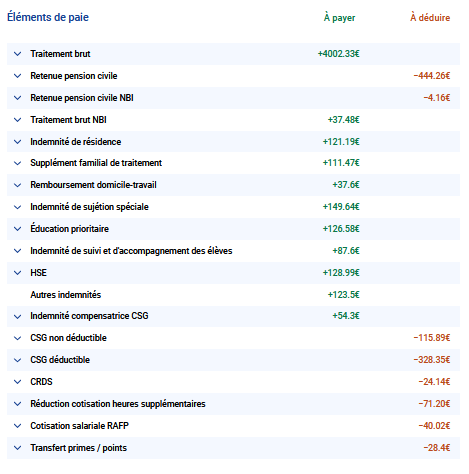 Éléments de paie À payer À déduire
Traitement brut +4002.33€
Retenue pension civile −444.26€
Retenue pension civile NBI −4.16€
Traitement brut NBI +37.48€
Indemnité de résidence +121.19€
Supplément familial de traitement +111.47€
Remboursement domicile-travail +37.6€
Indemnité de sujétion spéciale +149.64€
Éducation prioritaire +126.58€
Indemnité de suivi et d'accompagnement des élèves +87.6€
HSE +128.99€
Autres indemnités +123.5€
Indemnité compensatrice CSG +54.3€
CSG non déductible −115.89€
CSG déductible −328.35€
CRDS −24.14€
Réduction cotisation heures supplémentaires −71.20€
Cotisation salariale RAFP −40.02€
Transfert primes / points −28.4€